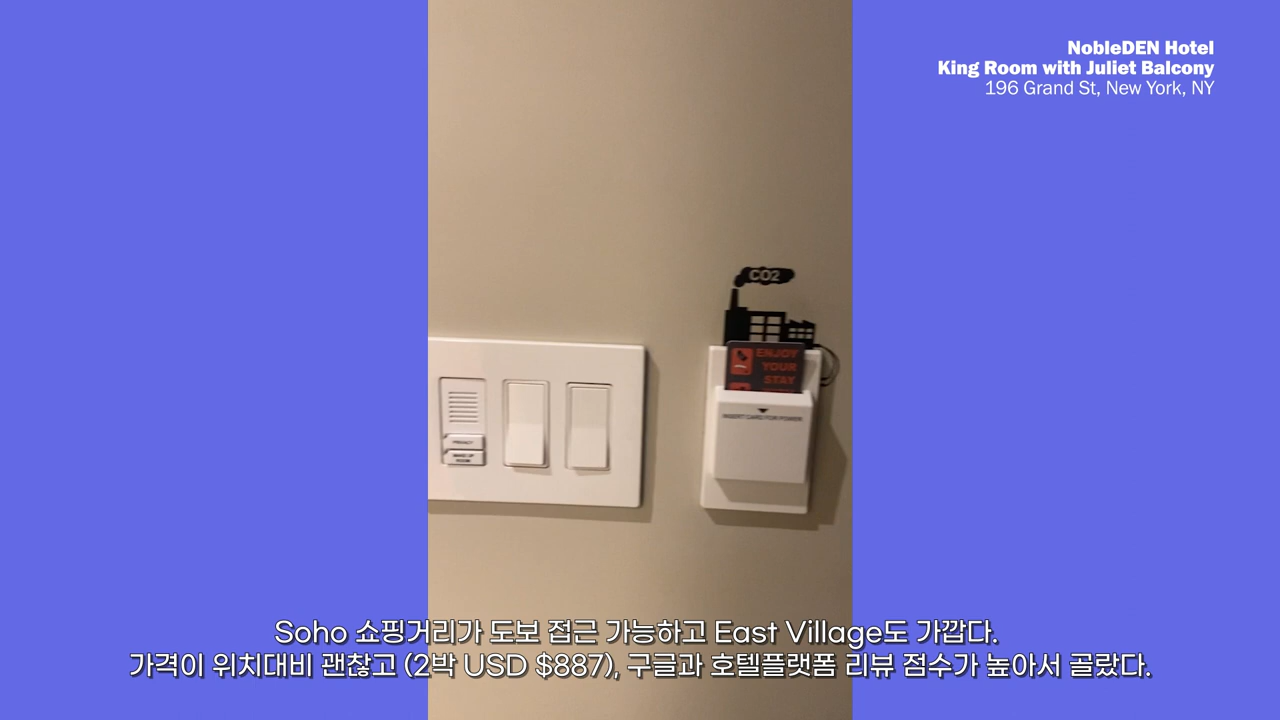 NobleDEN Hotel
King Room with Juliet Balcony
196 Grand St, New York, NY
CO2
ENJOY
YOUR
STAY
INSERT CARD FOR POWER
PRIVACY
MAKE UP
ROOM
Soho 쇼핑거리가 도보 접근 가능하고 East Village도 가깝다.
가격이 위치대비 괜찮고 (2박 USD $887), 구글과 호텔플랫폼 리뷰 점수가 높아서 골랐다.